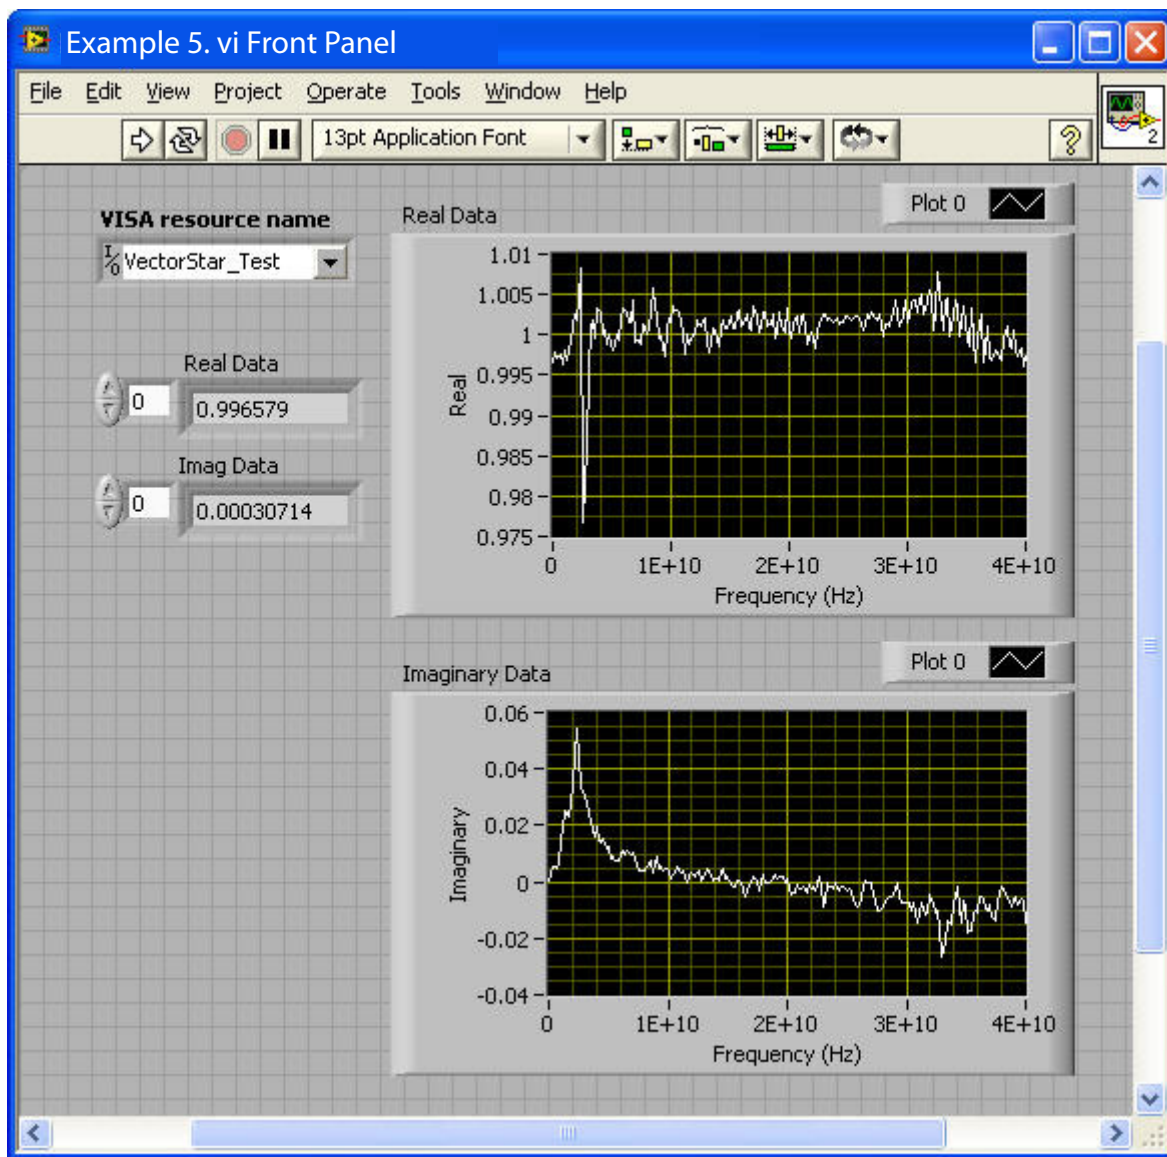 Example 5. vi Front Panel
File Edit View Project Operate Tools Window Help
13pt Application Font
?
2
VISA resource name
I/O VectorStar_Test
Real Data
0
0.996579
Imag Data
0
0.00030714
Real Data
Plot 0
1.01
1.005
1
0.995
0.99
0.985
0.98
0.975
Real
0 1E+10 2E+10 3E+10 4E+10
Frequency (Hz)
Imaginary Data
Plot 0
0.06
0.04
0.02
0
-0.02
-0.04
Imaginary
0 1E+10 2E+10 3E+10 4E+10
Frequency (Hz)